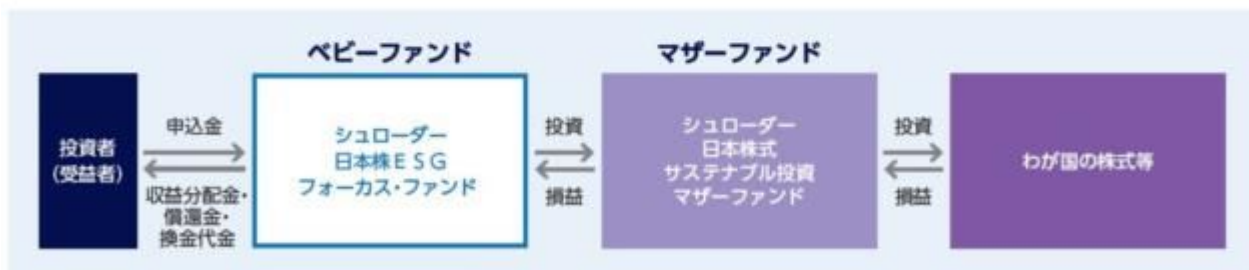 ベビーファンド
マザーファンド
投資者
(受益者)
申込金
収益分配金・
償還金・
換金代金
シュローダー
日本株ESG
フォーカス・ファンド
投資
損益
シュローダー
日本株式
サステナブル投資
マザーファンド
投資
損益
わが国の株式等